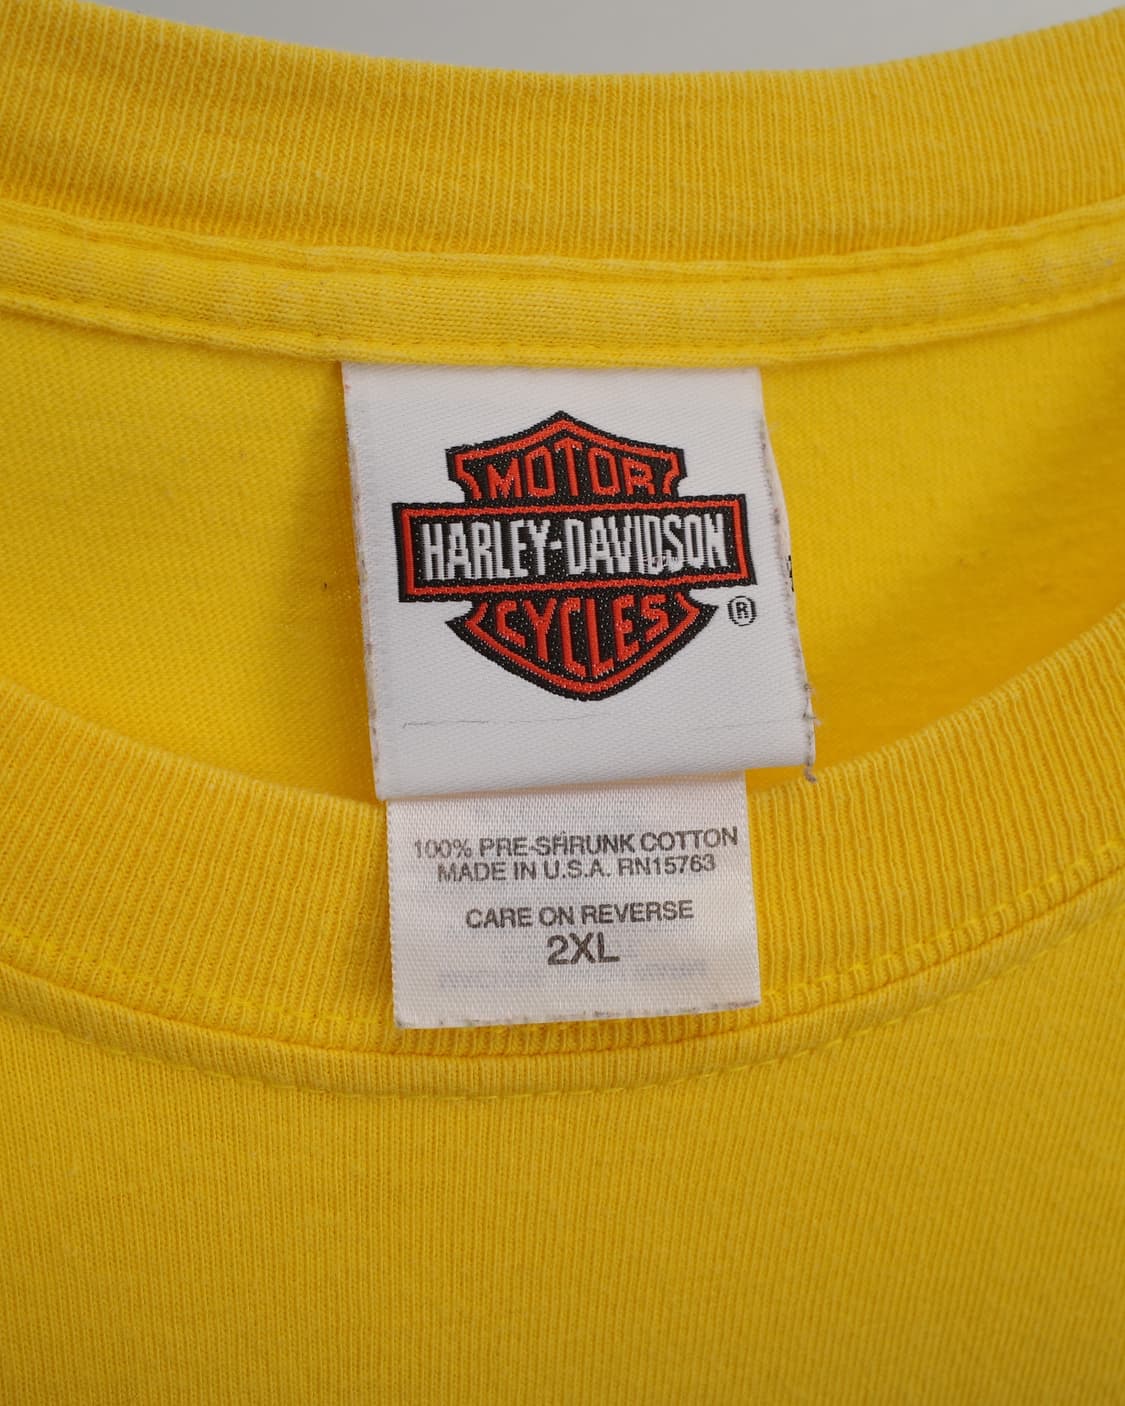 MOTOR
HARLEY-DAVIDSON
CYCLES
®
100% PRE-SHRUNK COTTON
MADE IN U.S.A. RN15763
CARE ON REVERSE
2XL